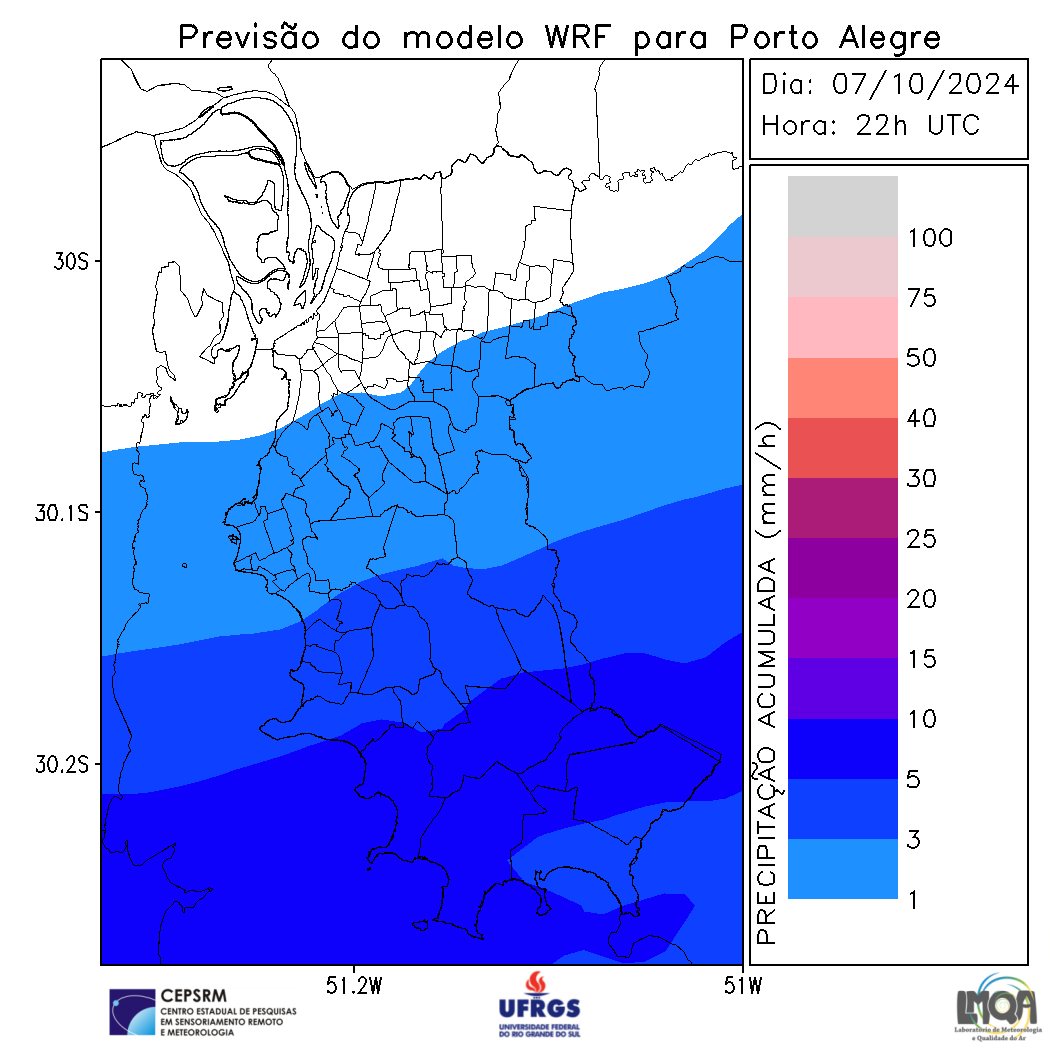 Previsão do modelo WRF para Porto Alegre
Dia: 07/10/2024
Hora: 22h UTC
30S
30.1S
30.2S
51.2W
51W
PRECIPITAÇÃO ACUMULADA (mm/h)
100
75
50
40
30
25
20
15
10
5
3
1
CEPSRM
CENTRO ESTADUAL DE PESQUISAS
EM SENSORIAMENTO REMOTO
E METEOROLOGIA
UFRGS
UNIVERSIDADE FEDERAL
DO RIO GRANDE DO SUL
LMQA
Laboratório de Meteorologia
e Qualidade do Ar